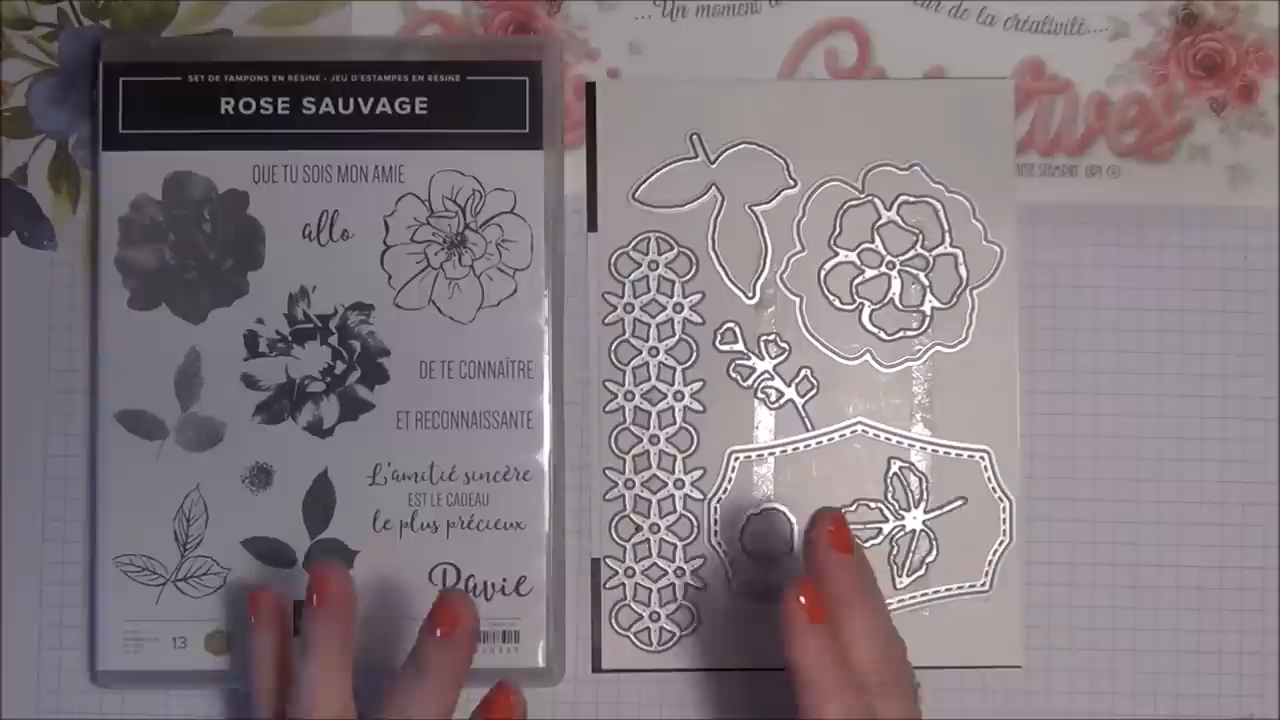 ...Un moment
de la créativité....
SET DE TAMPONS EN RÉSINE • JEU D'ESTAMPES EN RÉSINE
ROSE SAUVAGE
QUE TU SOIS MON AMIE
allo
DE TE CONNAÎTRE
ET RECONNAISSANTE
L'amitié sincère
EST LE CADEAU
le plus précieux
Ravie
13